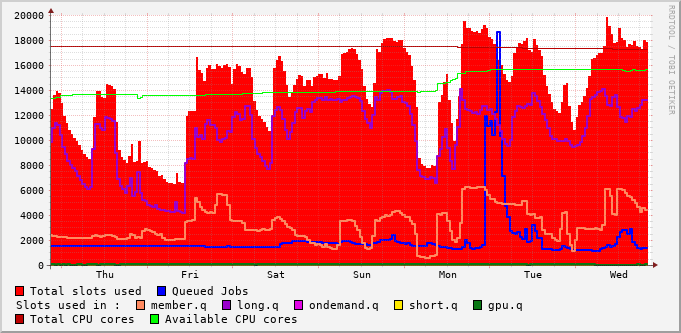 20000
18000
16000
14000
12000
10000
8000
6000
4000
2000
0
Thu Fri Sat Sun Mon Tue Wed
RRDTOOL / TOBI OETIKER
Total slots used Queued Jobs
Slots used in : member.q long.q ondemand.q short.q gpu.q
Total CPU cores Available CPU cores